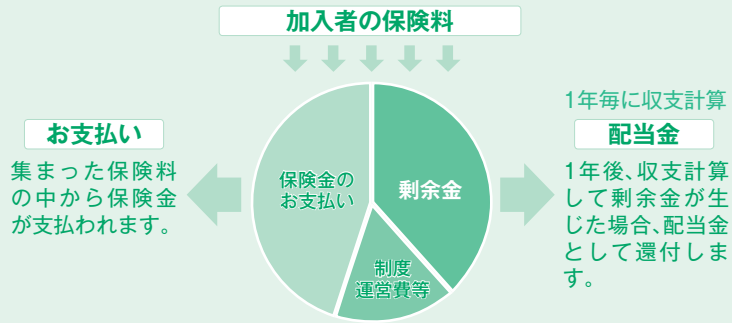 加入者の保険料
お支払い
集まった保険料
の中から保険金
が支払われます。
保険金の
お支払い
剰余金
制度
運営費等
1年毎に収支計算
配当金
1年後、収支計算
して剰余金が生
じた場合、配当金
として還付しま
す。